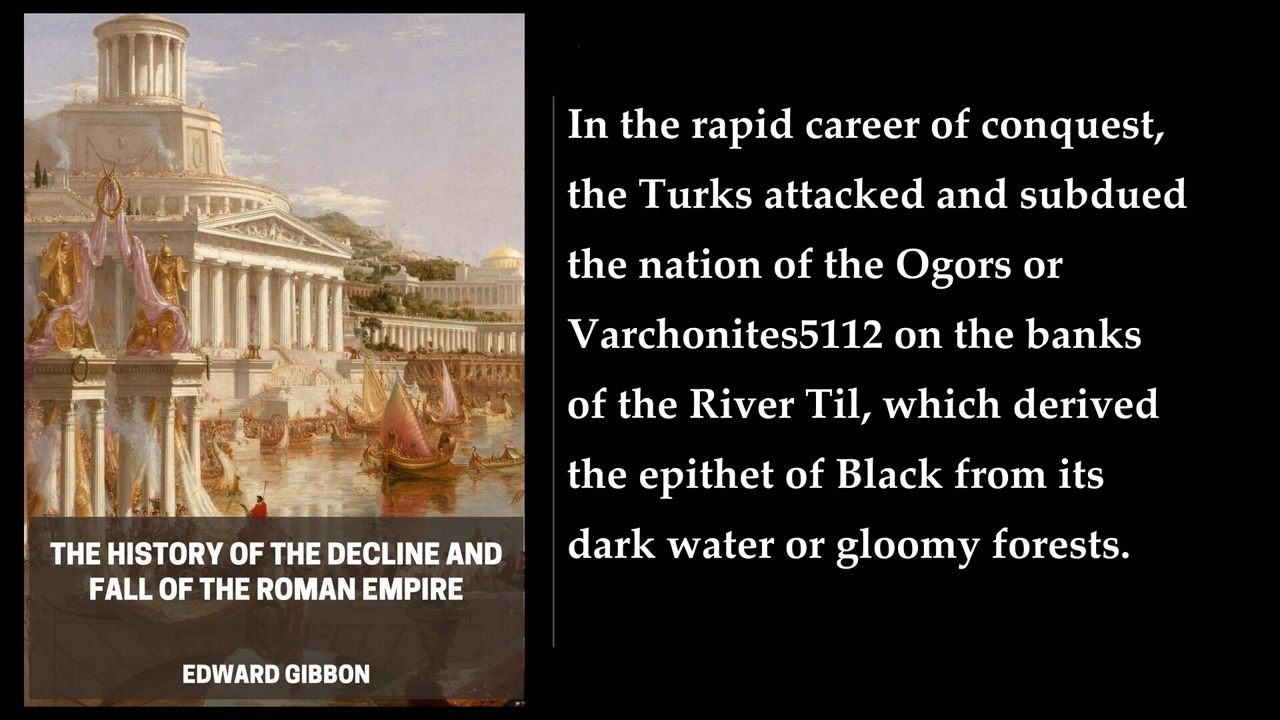 THE HISTORY OF THE DECLINE AND
FALL OF THE ROMAN EMPIRE
EDWARD GIBBON
In the rapid career of conquest,
the Turks attacked and subdued
the nation of the Ogors or
Varchonites5112 on the banks
of the River Til, which derived
the epithet of Black from its
dark water or gloomy forests.